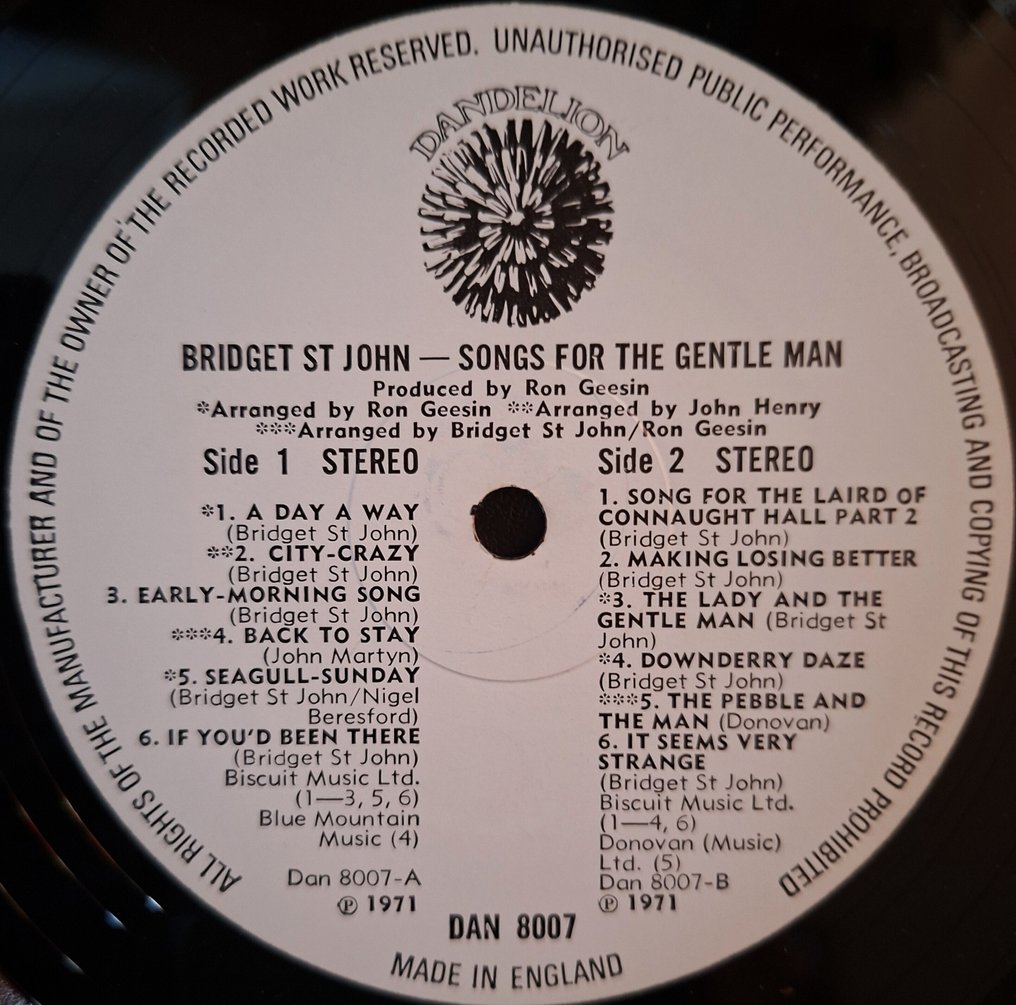 ALL RIGHTS OF THE MANUFACTURER AND OF THE OWNER OF THE RECORDED WORK RESERVED. UNAUTHORISED PUBLIC PERFORMANCE, BROADCASTING AND COPYING OF THIS RECORD PROHIBITED
DANDELION
BRIDGET ST JOHN — SONGS FOR THE GENTLE MAN
Produced by Ron Geesin
*Arranged by Ron Geesin **Arranged by John Henry
***Arranged by Bridget St John/Ron Geesin
Side 1 STEREO
*1. A DAY A WAY
(Bridget St John)
**2. CITY-CRAZY
(Bridget St John)
3. EARLY-MORNING SONG
(Bridget St John)
***4. BACK TO STAY
(John Martyn)
*5. SEAGULL-SUNDAY
(Bridget St John/Nigel
Beresford)
6. IF YOU'D BEEN THERE
(Bridget St John)
Biscuit Music Ltd.
(1—3, 5, 6)
Blue Mountain
Music (4)
Dan 8007-A
℗ 1971
Side 2 STEREO
1. SONG FOR THE LAIRD OF
CONNAUGHT HALL PART 2
(Bridget St John)
2. MAKING LOSING BETTER
(Bridget St John)
*3. THE LADY AND THE
GENTLE MAN (Bridget St
John)
*4. DOWNDERRY DAZE
(Bridget St John)
***5. THE PEBBLE AND
THE MAN (Donovan)
6. IT SEEMS VERY
STRANGE
(Bridget St John)
Biscuit Music Ltd.
(1—4, 6)
Donovan (Music)
Ltd. (5)
Dan 8007-B
℗ 1971
DAN 8007
MADE IN ENGLAND